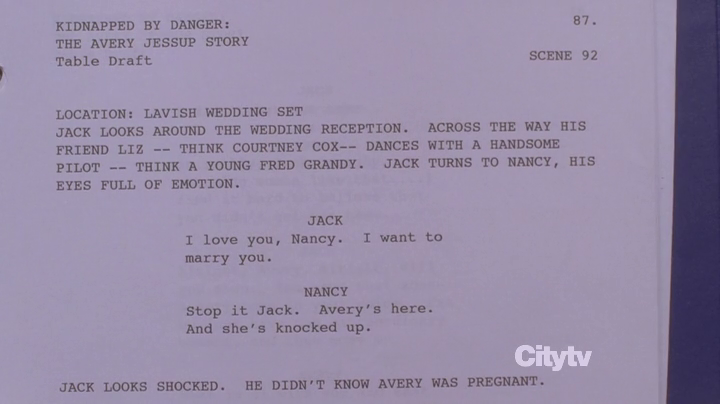 KIDNAPPED BY DANGER:
87.
THE AVERY JESSUP STORY
Table Draft
SCENE 92
LOCATION: LAVISH WEDDING SET
JACK LOOKS AROUND THE WEDDING RECEPTION. ACROSS THE WAY HIS
FRIEND LIZ -- THINK COURTNEY COX-- DANCES WITH A HANDSOME
PILOT -- THINK A YOUNG FRED GRANDY. JACK TURNS TO NANCY, HIS
EYES FULL OF EMOTION.
JACK
I love you, Nancy. I want to
marry you.
NANCY
Stop it Jack. Avery's here.
And she's knocked up.
Citytv
JACK LOOKS SHOCKED. HE DIDN'T KNOW AVERY WAS PREGNANT.